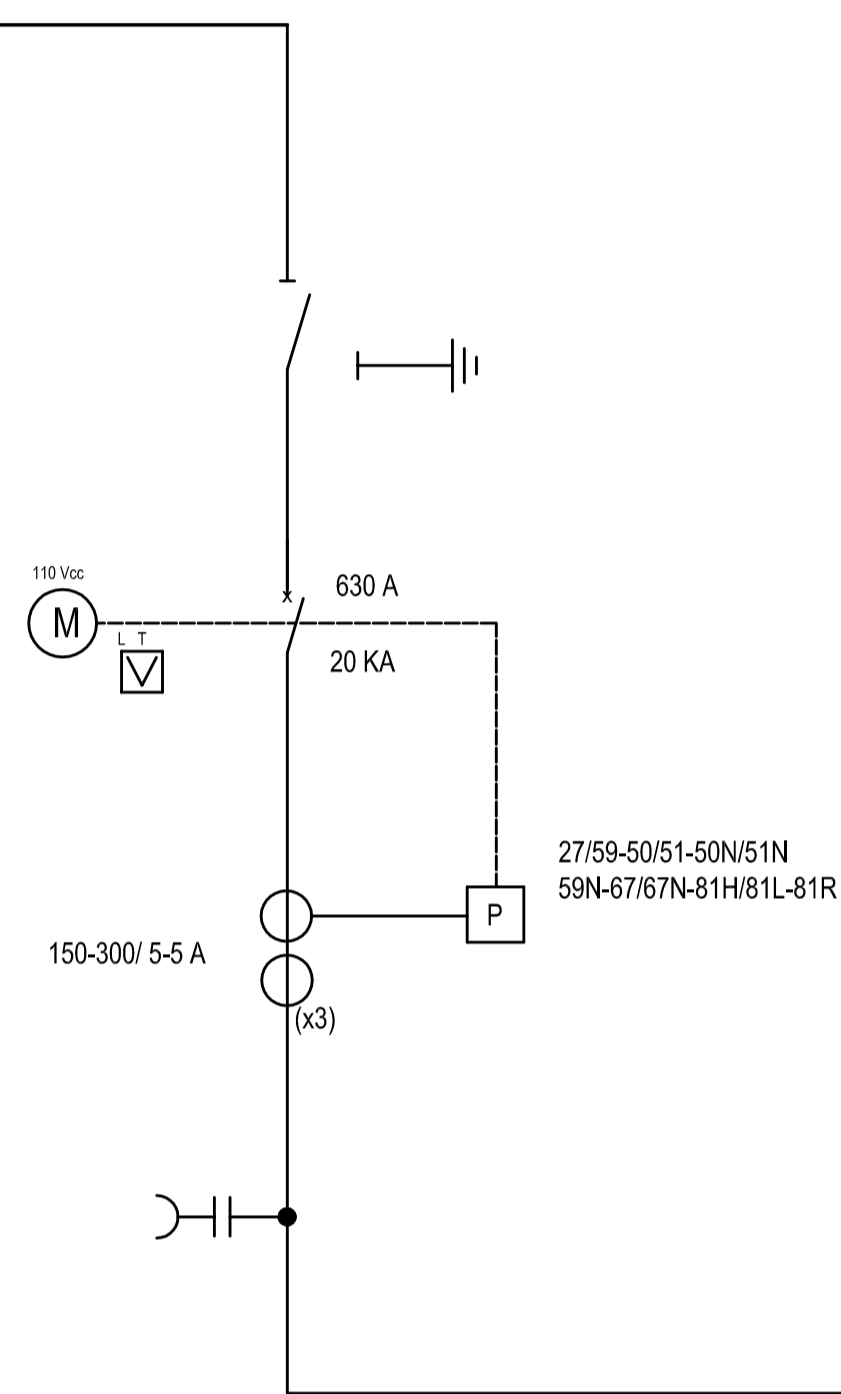 110 Vcc
M
L T
630 A
20 KA
27/59-50/51-50N/51N
59N-67/67N-81H/81L-81R
P
150-300/ 5-5 A
(x3)